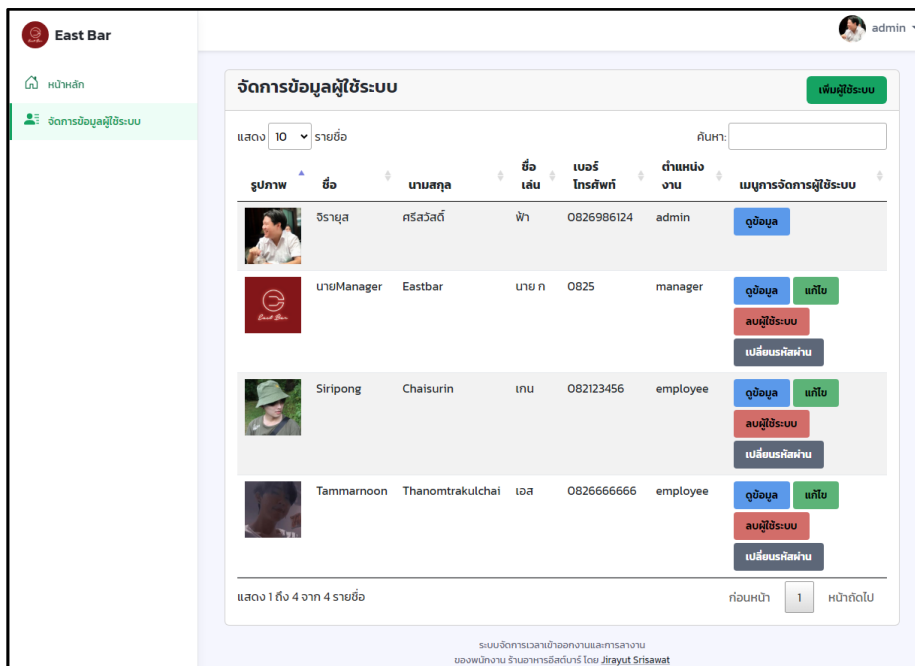 East Bar
admin
หน้าหลัก
จัดการข้อมูลผู้ใช้ระบบ
จัดการข้อมูลผู้ใช้ระบบ
เพิ่มผู้ใช้ระบบ
แสดง 10 รายชื่อ
ค้นหา:
รูปภาพ ชื่อ นามสกุล ชื่อเล่น เบอร์โทรศัพท์ ตำแหน่งงาน เมนูการจัดการผู้ใช้ระบบ
จิรายุส ศรีสวัสดิ์ ฟ้า 0826986124 admin ดูข้อมูล
East Bar
นายManager Eastbar นาย ก 0825 manager ดูข้อมูล แก้ไข
ลบผู้ใช้ระบบ
เปลี่ยนรหัสผ่าน
Siripong Chaisurin เกน 082123456 employee ดูข้อมูล แก้ไข
ลบผู้ใช้ระบบ
เปลี่ยนรหัสผ่าน
Tammarnoon Thanomtrakulchai เอส 0826666666 employee ดูข้อมูล แก้ไข
ลบผู้ใช้ระบบ
เปลี่ยนรหัสผ่าน
แสดง 1 ถึง 4 จาก 4 รายชื่อ
ก่อนหน้า 1 หน้าถัดไป
ระบบจัดการเวลาเข้าออกงานและการลางาน
ของพนักงาน ร้านอาหารอีสต์บาร์ โดย Jirayut Srisawat